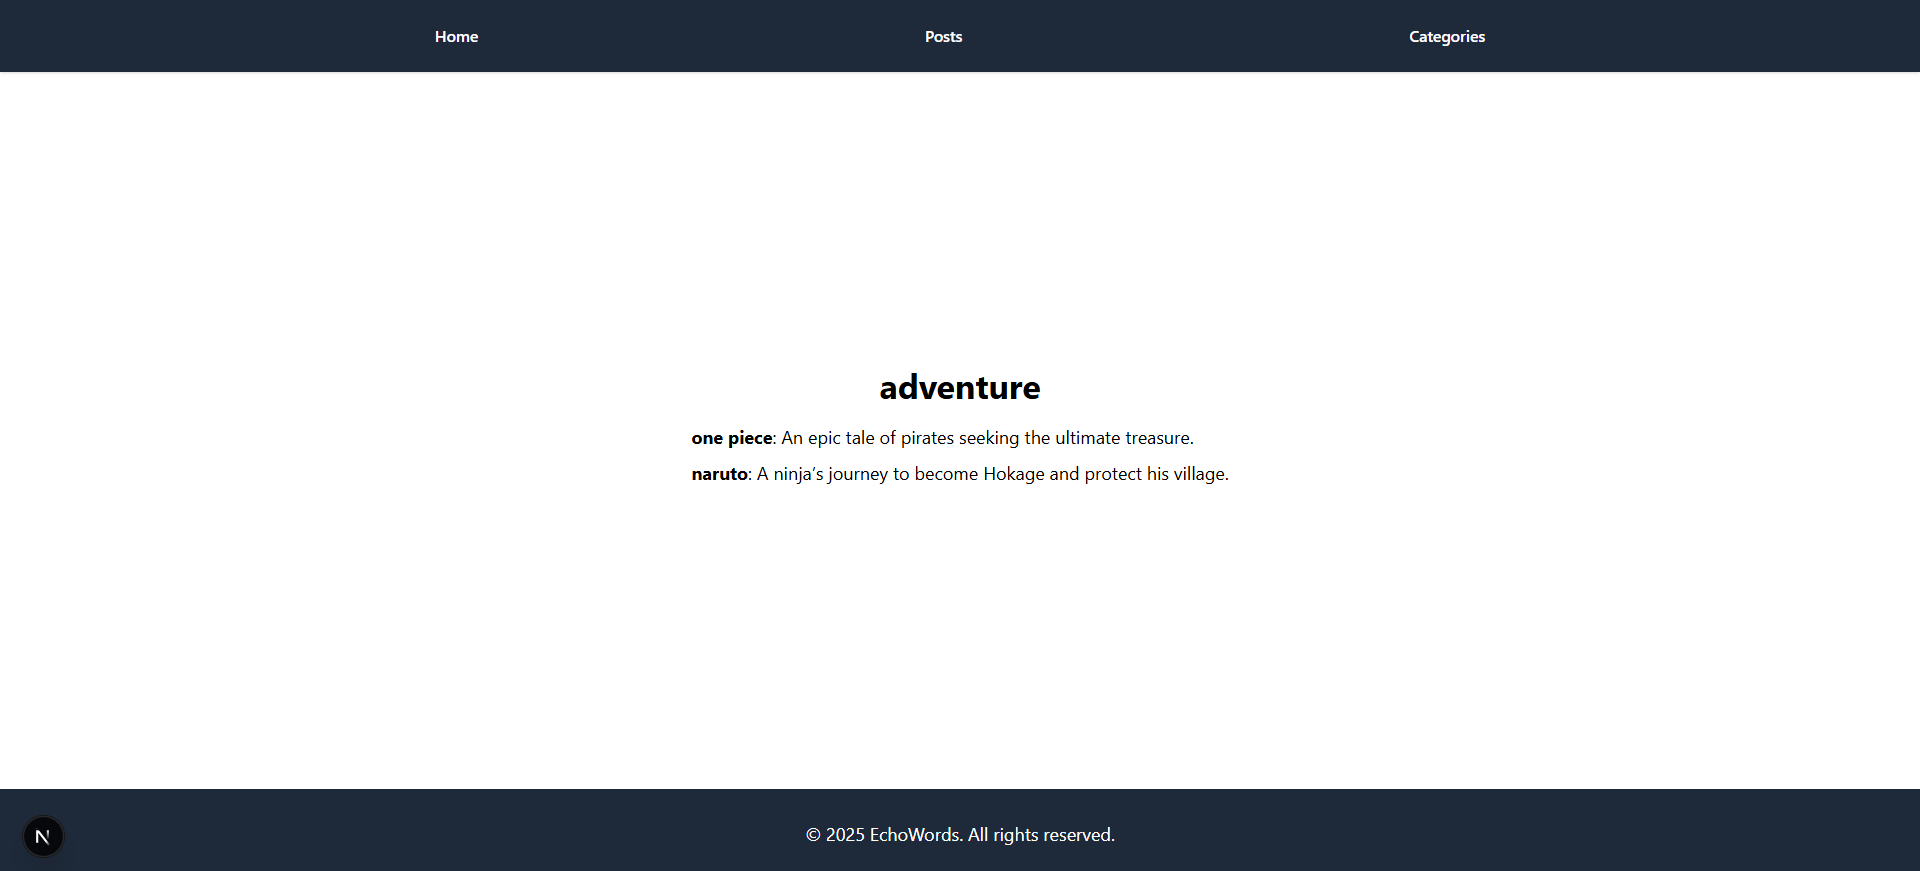 Home Posts Categories
adventure
one piece: An epic tale of pirates seeking the ultimate treasure.
naruto: A ninja’s journey to become Hokage and protect his village.
N
© 2025 EchoWords. All rights reserved.